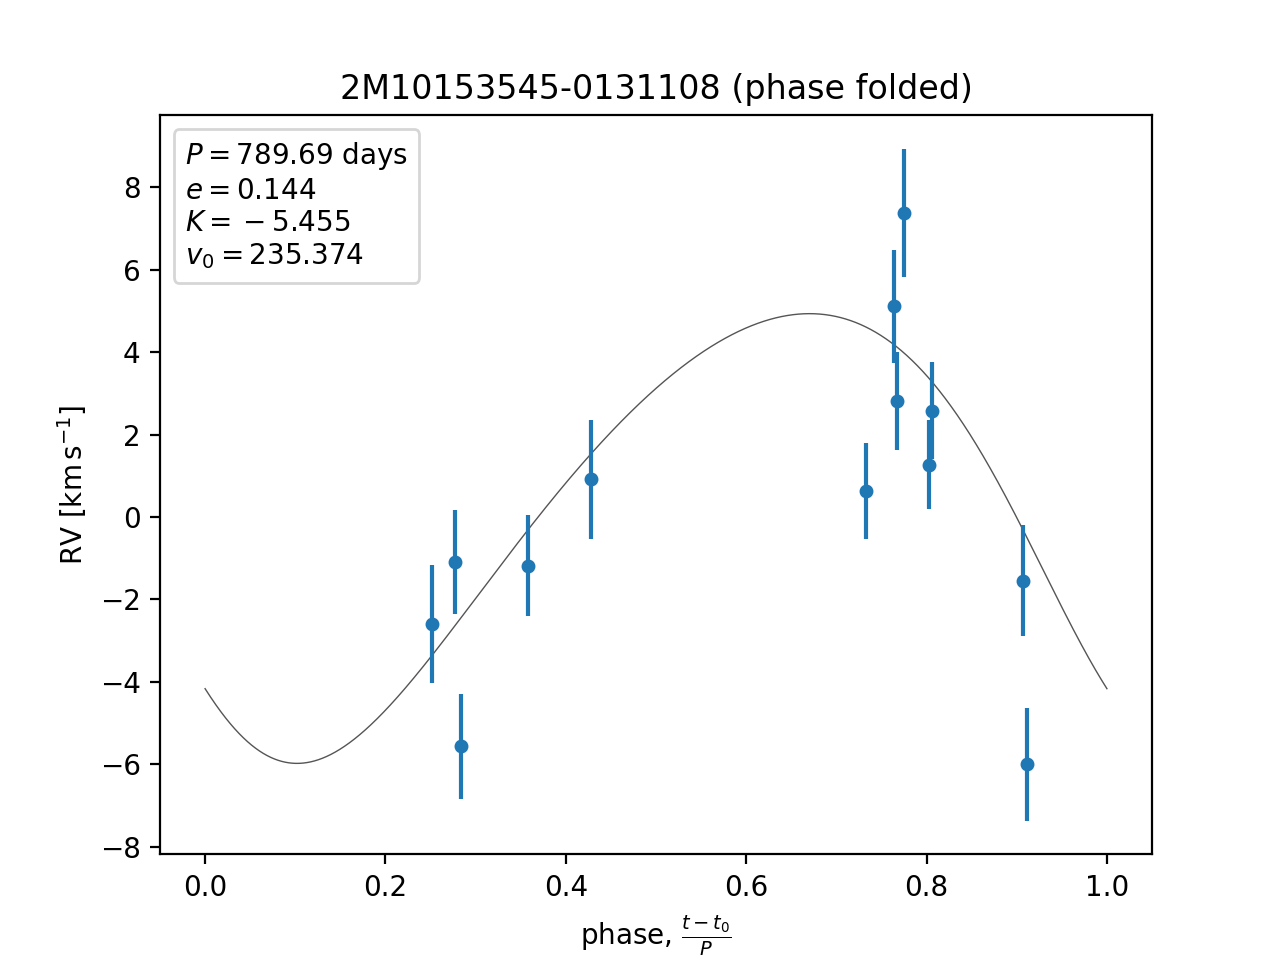 2M10153545-0131108 (phase folded)
P = 789.69 days
e = 0.144
K = −5.455
v₀ = 235.374
8
6
4
2
0
−2
−4
−6
−8
RV [km s⁻¹]
0.0 0.2 0.4 0.6 0.8 1.0
phase, (t − t₀)/P